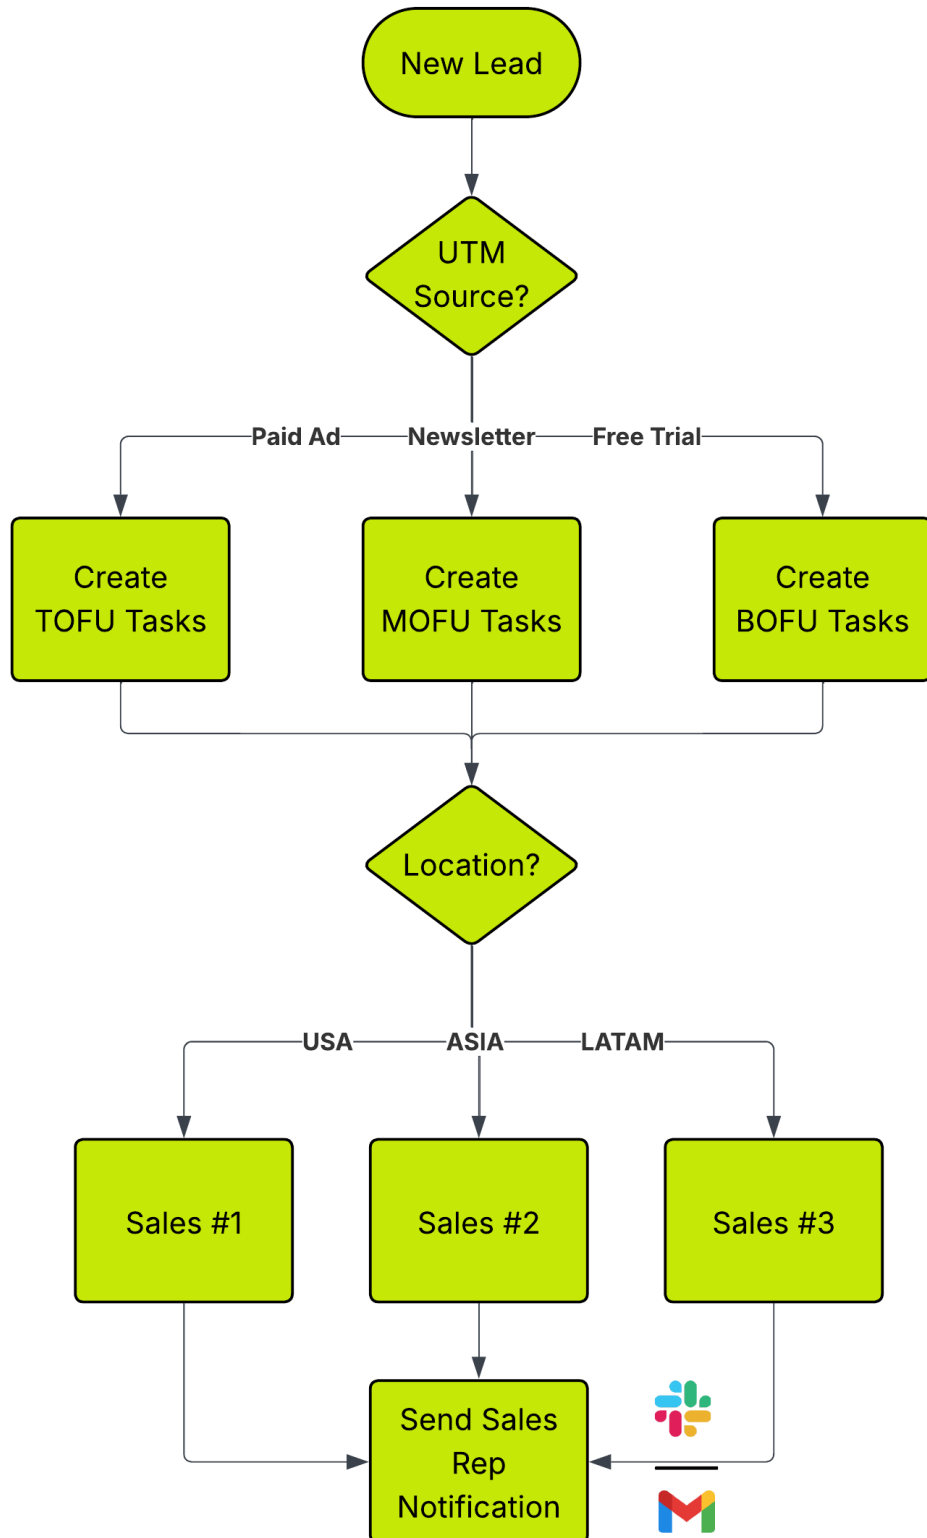 New Lead
UTM
Source?
Paid Ad
Newsletter
Free Trial
Create
TOFU Tasks
Create
MOFU Tasks
Create
BOFU Tasks
Location?
USA
ASIA
LATAM
Sales #1
Sales #2
Sales #3
Send Sales
Rep
Notification